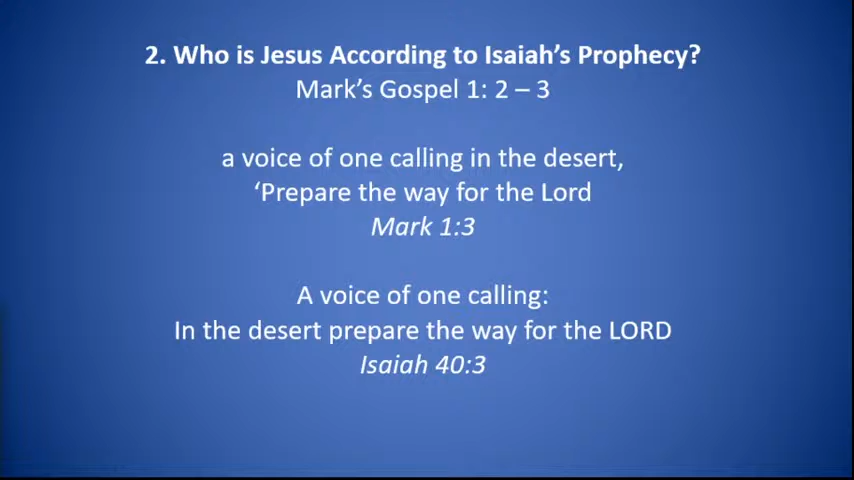 2. Who is Jesus According to Isaiah’s Prophecy?
Mark’s Gospel 1: 2 – 3
a voice of one calling in the desert,
‘Prepare the way for the Lord
Mark 1:3
A voice of one calling:
In the desert prepare the way for the LORD
Isaiah 40:3